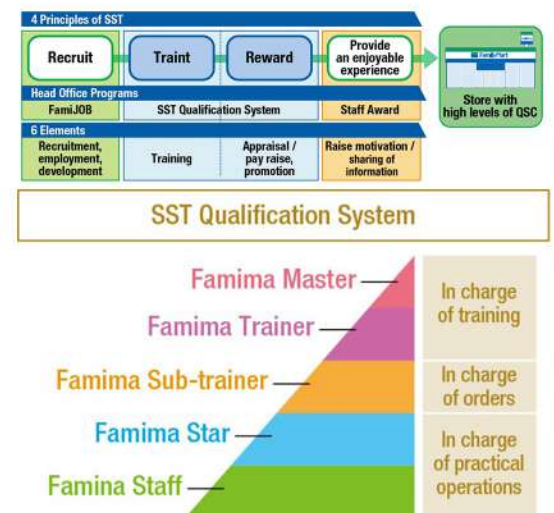 4 Principles of SST
Recruit
Traint
Reward
Provide
an enjoyable
experience
FamilyMart
Store with
high levels of QSC
Head Office Programs
FamiJOB
SST Qualification System
Staff Award
6 Elements
Recruitment,
employment,
development
Training
Appraisal /
pay raise,
promotion
Raise motivation /
sharing of
information
SST Qualification System
Famima Master
Famima Trainer
In charge
of training
Famima Sub-trainer
In charge
of orders
Famima Star
Famina Staff
In charge
of practical
operations